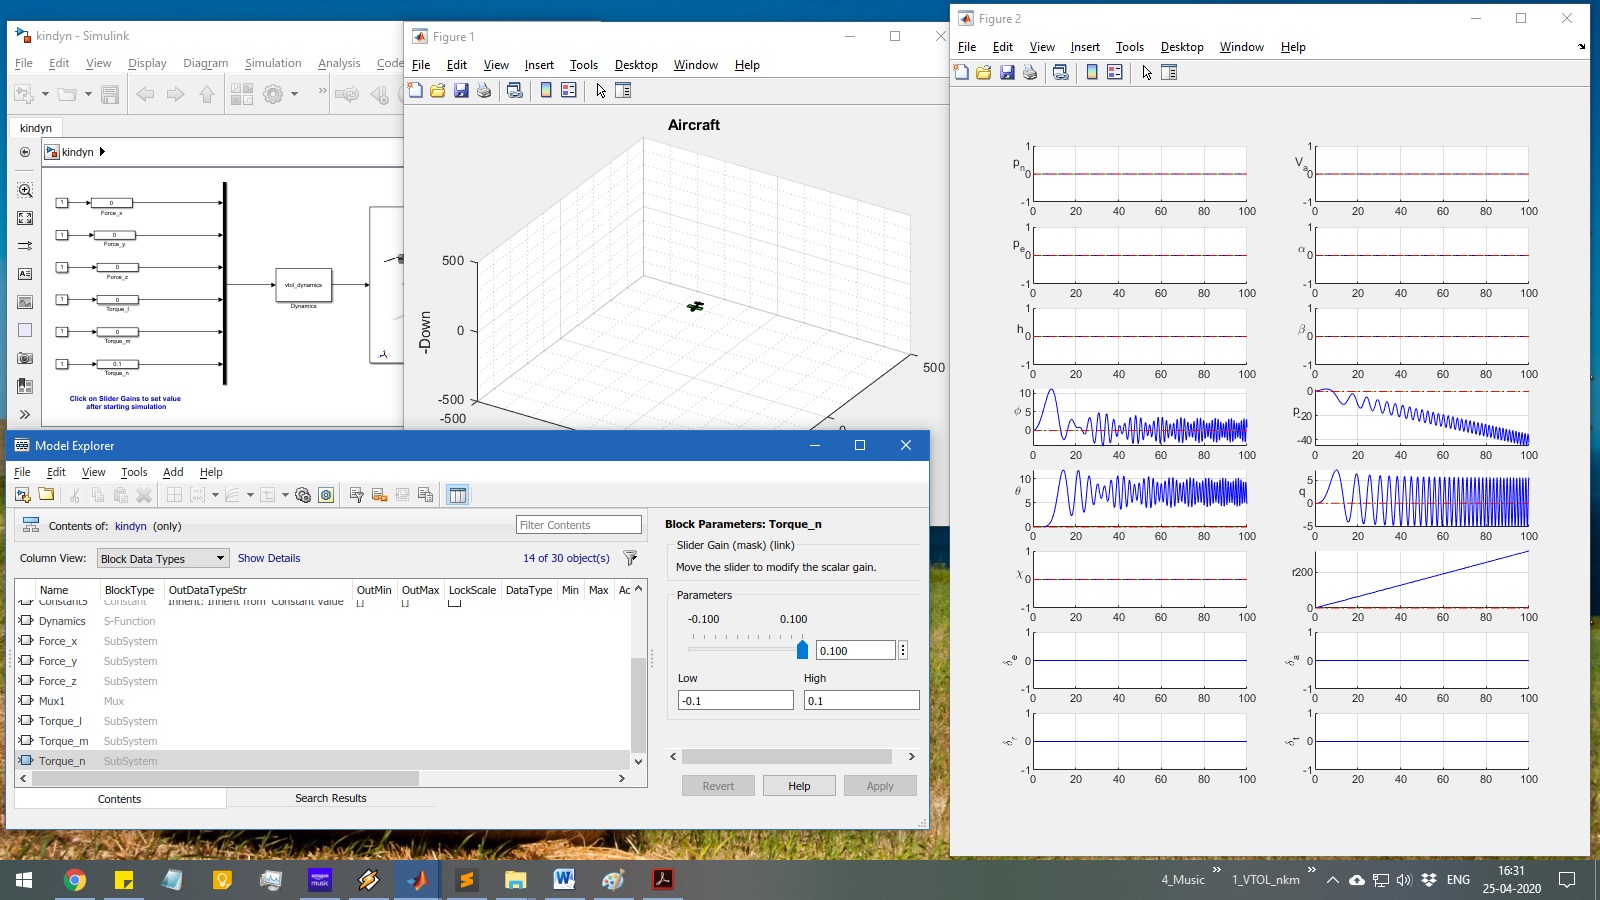 kindyn - Simulink
File Edit View Display Diagram Simulation Analysis Code
kindyn
kindyn
1 0
Force_x
1 0
Force_y
1 0
Force_z
1 0
Torque_l
1 0
Torque_m
1 0.1
Torque_n
vtol_dynamics
Dynamics
Click on Slider Gains to set value
after starting simulation
Figure 1
File Edit View Insert Tools Desktop Window Help
Aircraft
-Down
500
0
-500
-500
0
500
Figure 2
File Edit View Insert Tools Desktop Window Help
pn 1 0 -1
0 20 40 60 80 100
Va 1 0 -1
0 20 40 60 80 100
pe 1 0 -1
0 20 40 60 80 100
α 1 0 -1
0 20 40 60 80 100
h 1 0 -1
0 20 40 60 80 100
β 1 0 -1
0 20 40 60 80 100
ϕ 10 5 0
0 20 40 60 80 100
p 0 -20 -40
0 20 40 60 80 100
θ 10 5 0
0 20 40 60 80 100
q 5 0 -5
0 20 40 60 80 100
χ 1 0 -1
0 20 40 60 80 100
r 200 0
0 20 40 60 80 100
δe 1 0 -1
0 20 40 60 80 100
δa 1 0 -1
0 20 40 60 80 100
δr 1 0 -1
0 20 40 60 80 100
δt 1 0 -1
0 20 40 60 80 100
Model Explorer
File Edit View Tools Add Help
Contents of: kindyn (only)
Filter Contents
Column View: Block Data Types Show Details 14 of 30 object(s)
Name BlockType OutDataTypeStr OutMin OutMax LockScale DataType Min Max Ac
Constant5 Constant Inherit: Inherit from 'Constant value' [] []
Dynamics S-Function
Force_x SubSystem
Force_y SubSystem
Force_z SubSystem
Mux1 Mux
Torque_l SubSystem
Torque_m SubSystem
Torque_n SubSystem
Contents Search Results
Block Parameters: Torque_n
Slider Gain (mask) (link)
Move the slider to modify the scalar gain.
Parameters
-0.100 0.100
0.100
Low High
-0.1 0.1
Revert Help Apply
amazon music
4_Music » 1_VTOL_nkm » ENG
16:31
25-04-2020